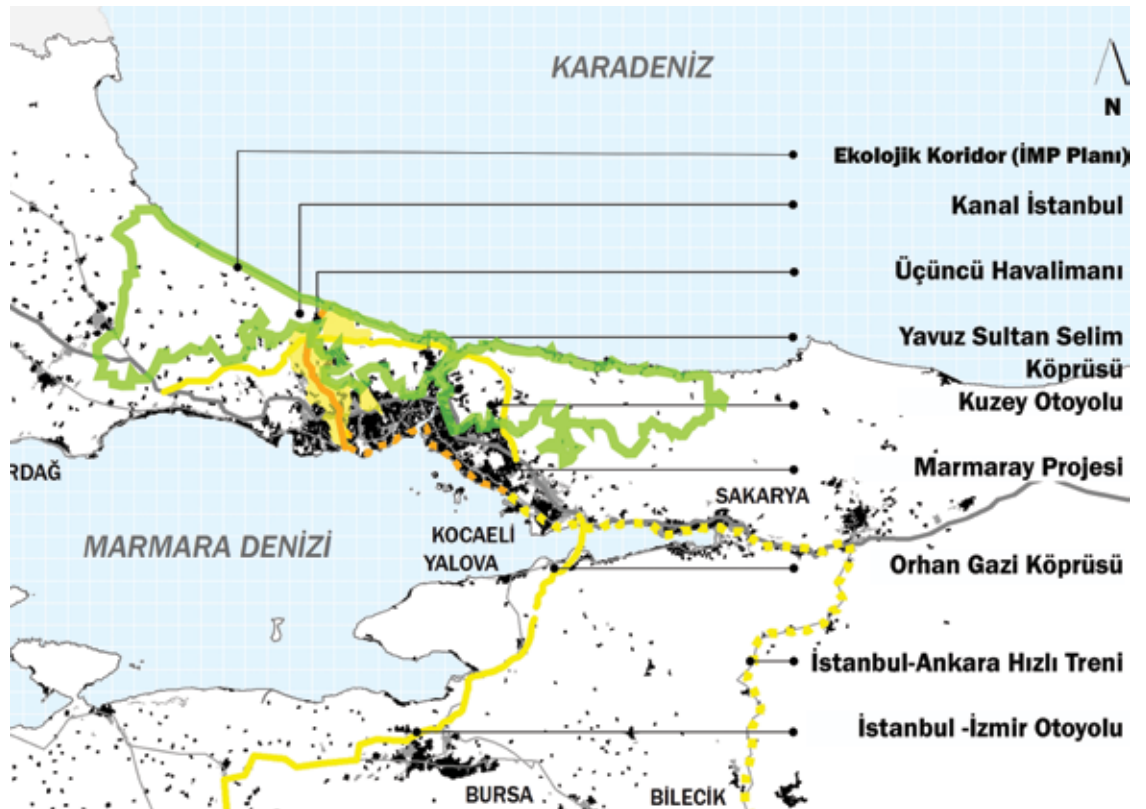 KARADENİZ
N
Ekolojik Koridor (İMP Planı)
Kanal İstanbul
Üçüncü Havalimanı
Yavuz Sultan Selim
Köprüsü
Kuzey Otoyolu
Marmaray Projesi
RDAĞ
SAKARYA
KOCAELİ
MARMARA DENİZİ
YALOVA
Orhan Gazi Köprüsü
İstanbul-Ankara Hızlı Treni
İstanbul -İzmir Otoyolu
BURSA
BİLECİK